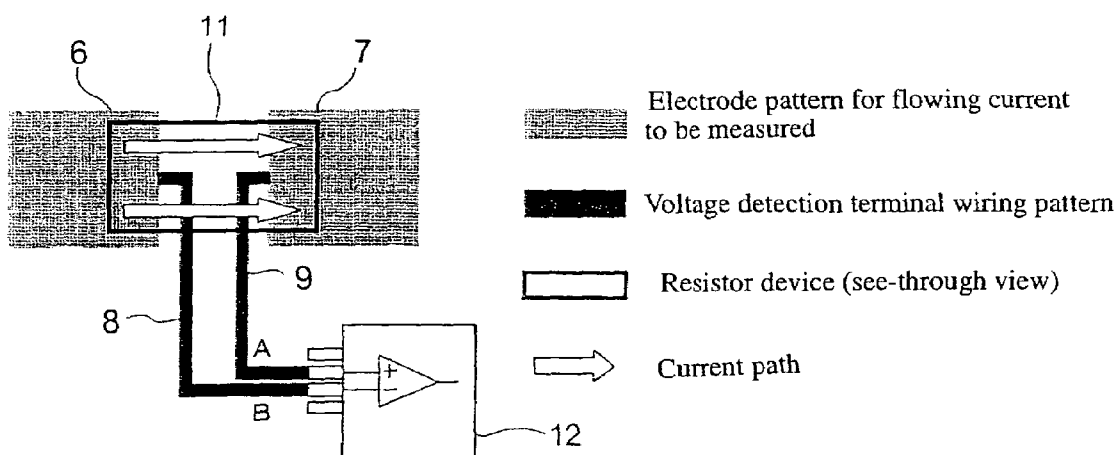 11
6
7
9
8
A
B
+
−
12
Electrode pattern for flowing current
to be measured
Voltage detection terminal wiring pattern
Resistor device (see-through view)
Current path